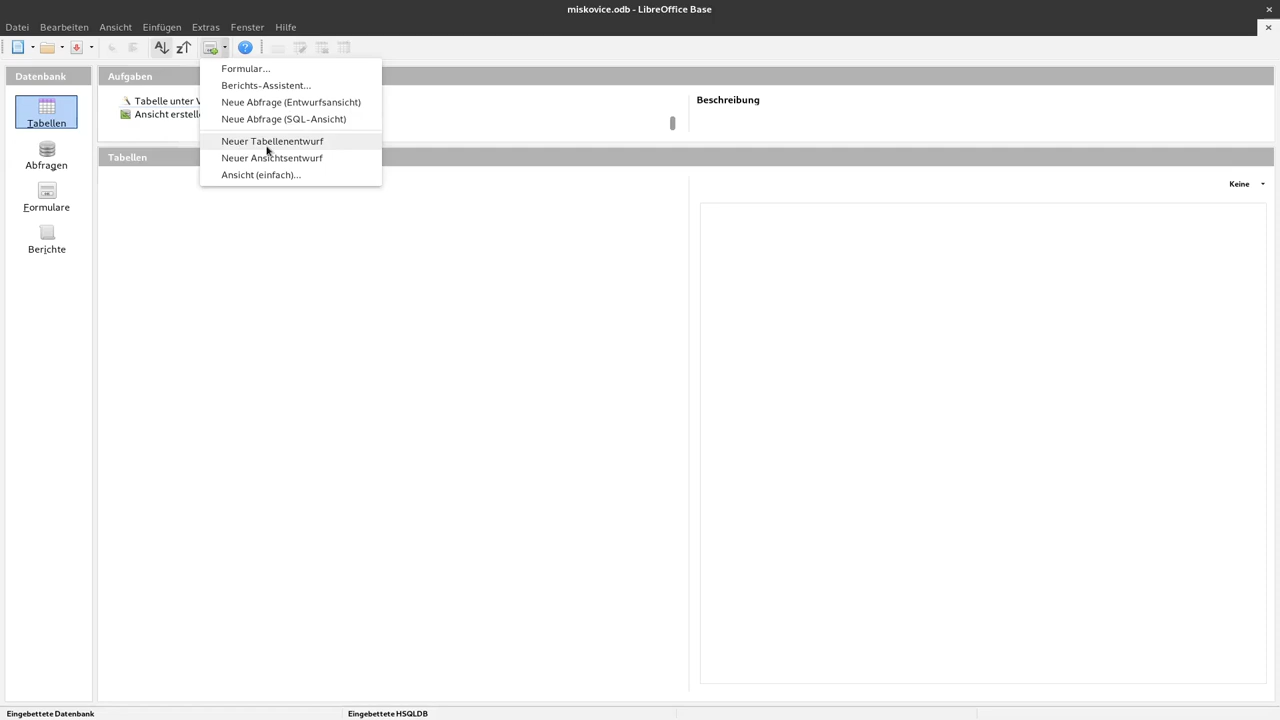 miskovice.odb - LibreOffice Base
Datei Bearbeiten Ansicht Einfügen Extras Fenster Hilfe
Datenbank
Tabellen
Abfragen
Formulare
Berichte
Aufgaben
Tabelle unter V
Ansicht erstelle
Formular...
Berichts-Assistent...
Neue Abfrage (Entwurfsansicht)
Neue Abfrage (SQL-Ansicht)
Neuer Tabellenentwurf
Neuer Ansichtsentwurf
Ansicht (einfach)...
Beschreibung
Tabellen
Keine
Eingebettete Datenbank
Eingebettete HSQLDB